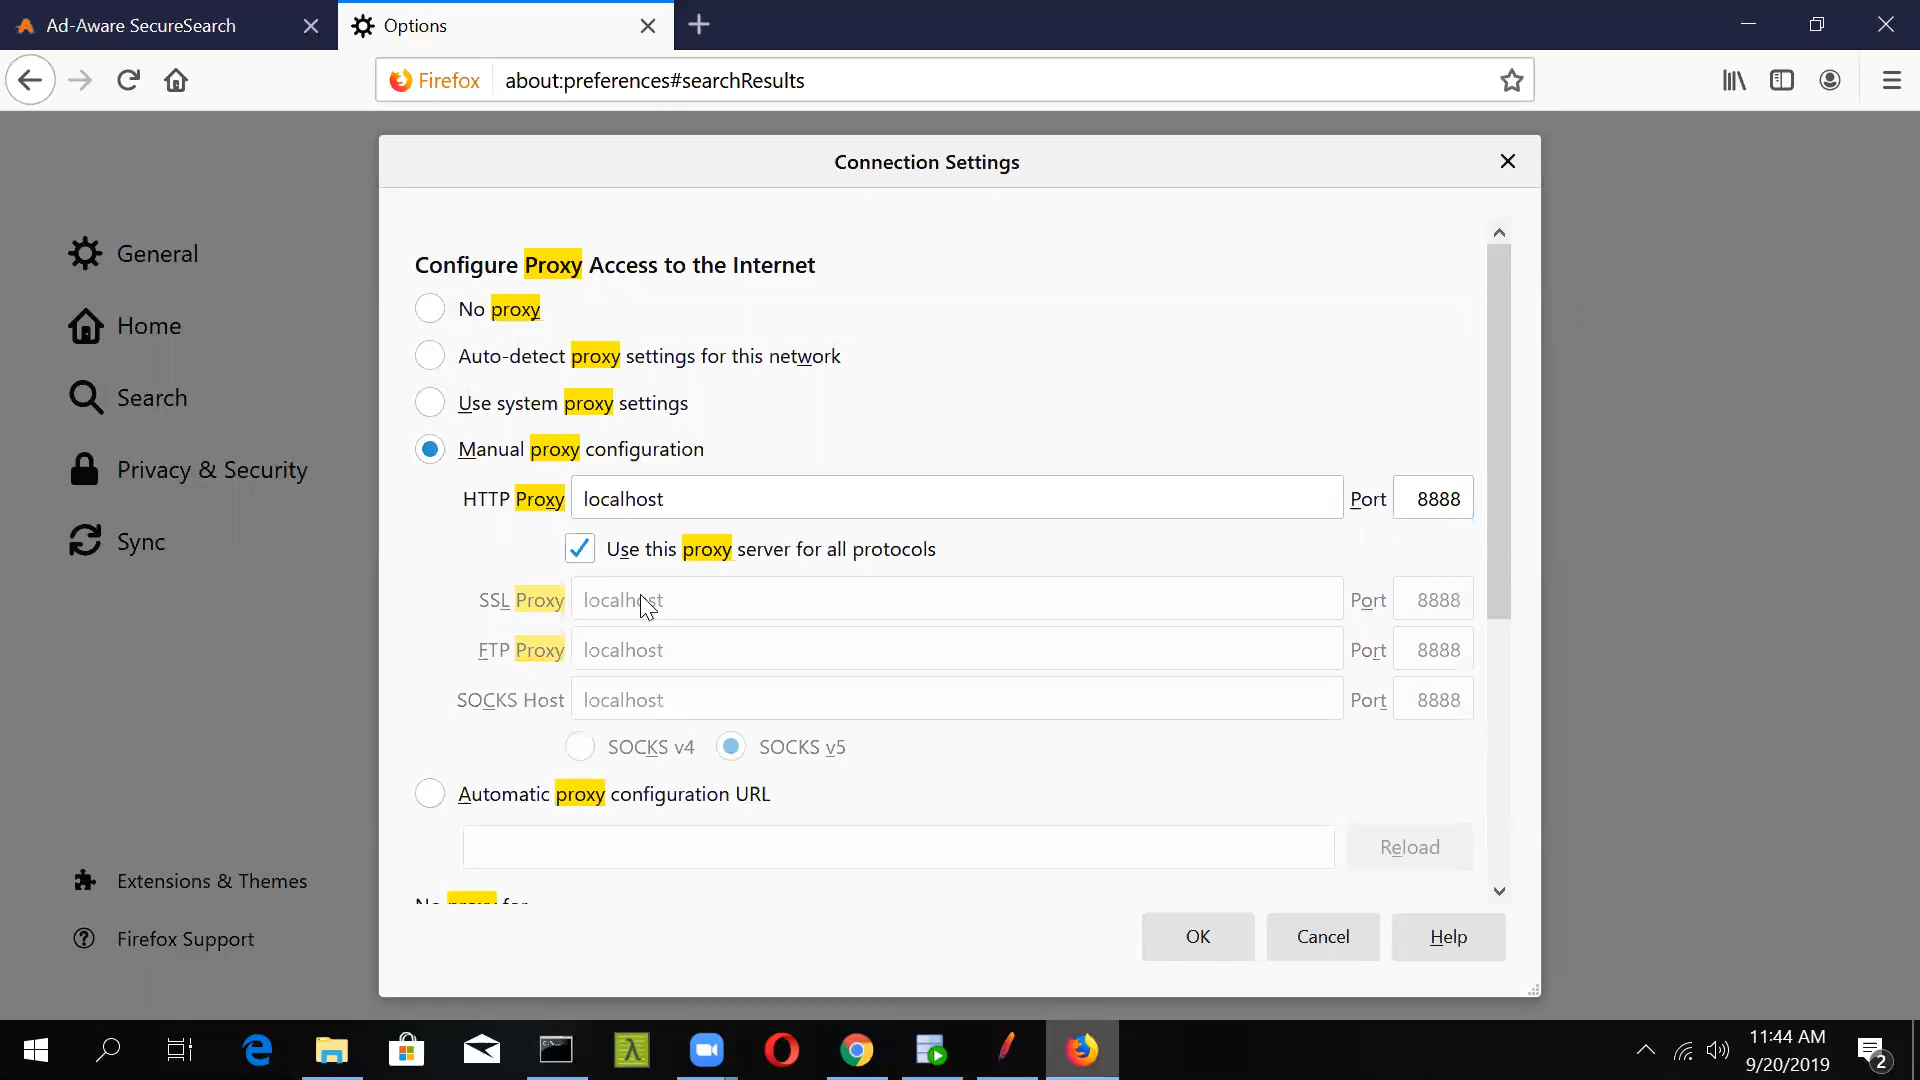 Ad-Aware SecureSearch
Options
Firefox
about:preferences#searchResults
Connection Settings
General
Home
Search
Privacy & Security
Sync
Extensions & Themes
Firefox Support
Configure Proxy Access to the Internet
No proxy
Auto-detect proxy settings for this network
Use system proxy settings
Manual proxy configuration
HTTP Proxy localhost Port 8888
Use this proxy server for all protocols
SSL Proxy localhost Port 8888
FTP Proxy localhost Port 8888
SOCKS Host localhost Port 8888
SOCKS v4 SOCKS v5
Automatic proxy configuration URL
Reload
No proxy for
OK Cancel Help
11:44 AM
9/20/2019
2